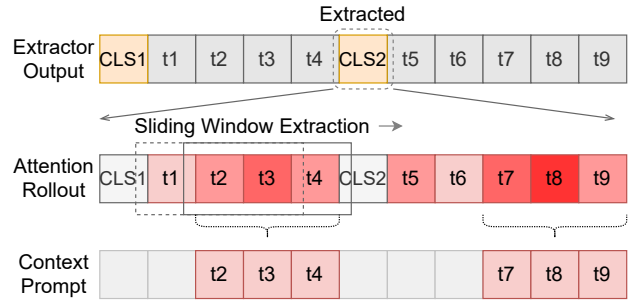 Extracted
Extractor Output
CLS1 t1 t2 t3 t4 CLS2 t5 t6 t7 t8 t9
Sliding Window Extraction →
Attention Rollout
CLS1 t1 t2 t3 t4 CLS2 t5 t6 t7 t8 t9
Context Prompt
t2 t3 t4 t7 t8 t9